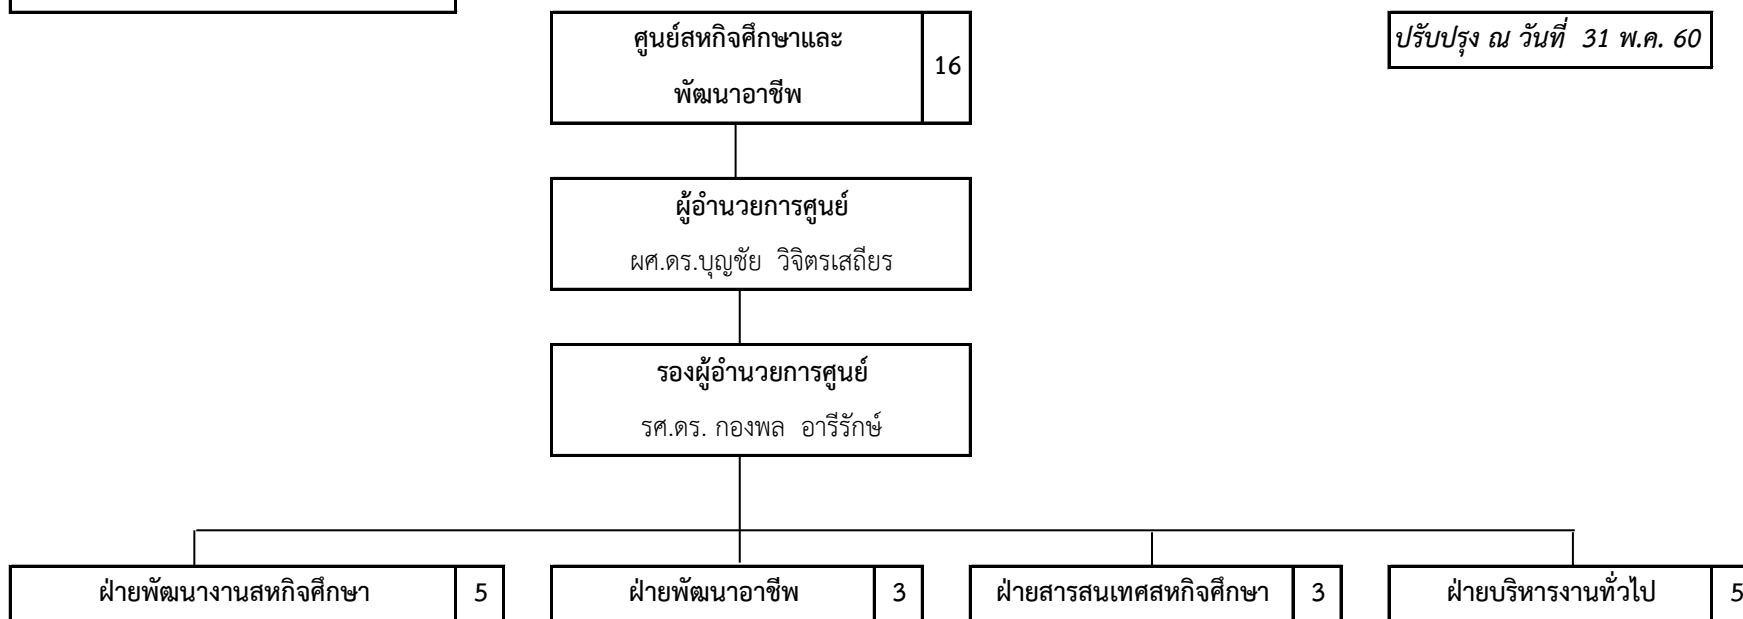 ศูนย์สหกิจศึกษาและ
พัฒนาอาชีพ
16
ปรับปรุง ณ วันที่ 31 พ.ค. 60
ผู้อำนวยการศูนย์
ผศ.ดร.บุญชัย วิจิตรเสถียร
รองผู้อำนวยการศูนย์
รศ.ดร. กองพล อารีรักษ์
ฝ่ายพัฒนางานสหกิจศึกษา 5
ฝ่ายพัฒนาอาชีพ 3
ฝ่ายสารสนเทศสหกิจศึกษา 3
ฝ่ายบริหารงานทั่วไป 5